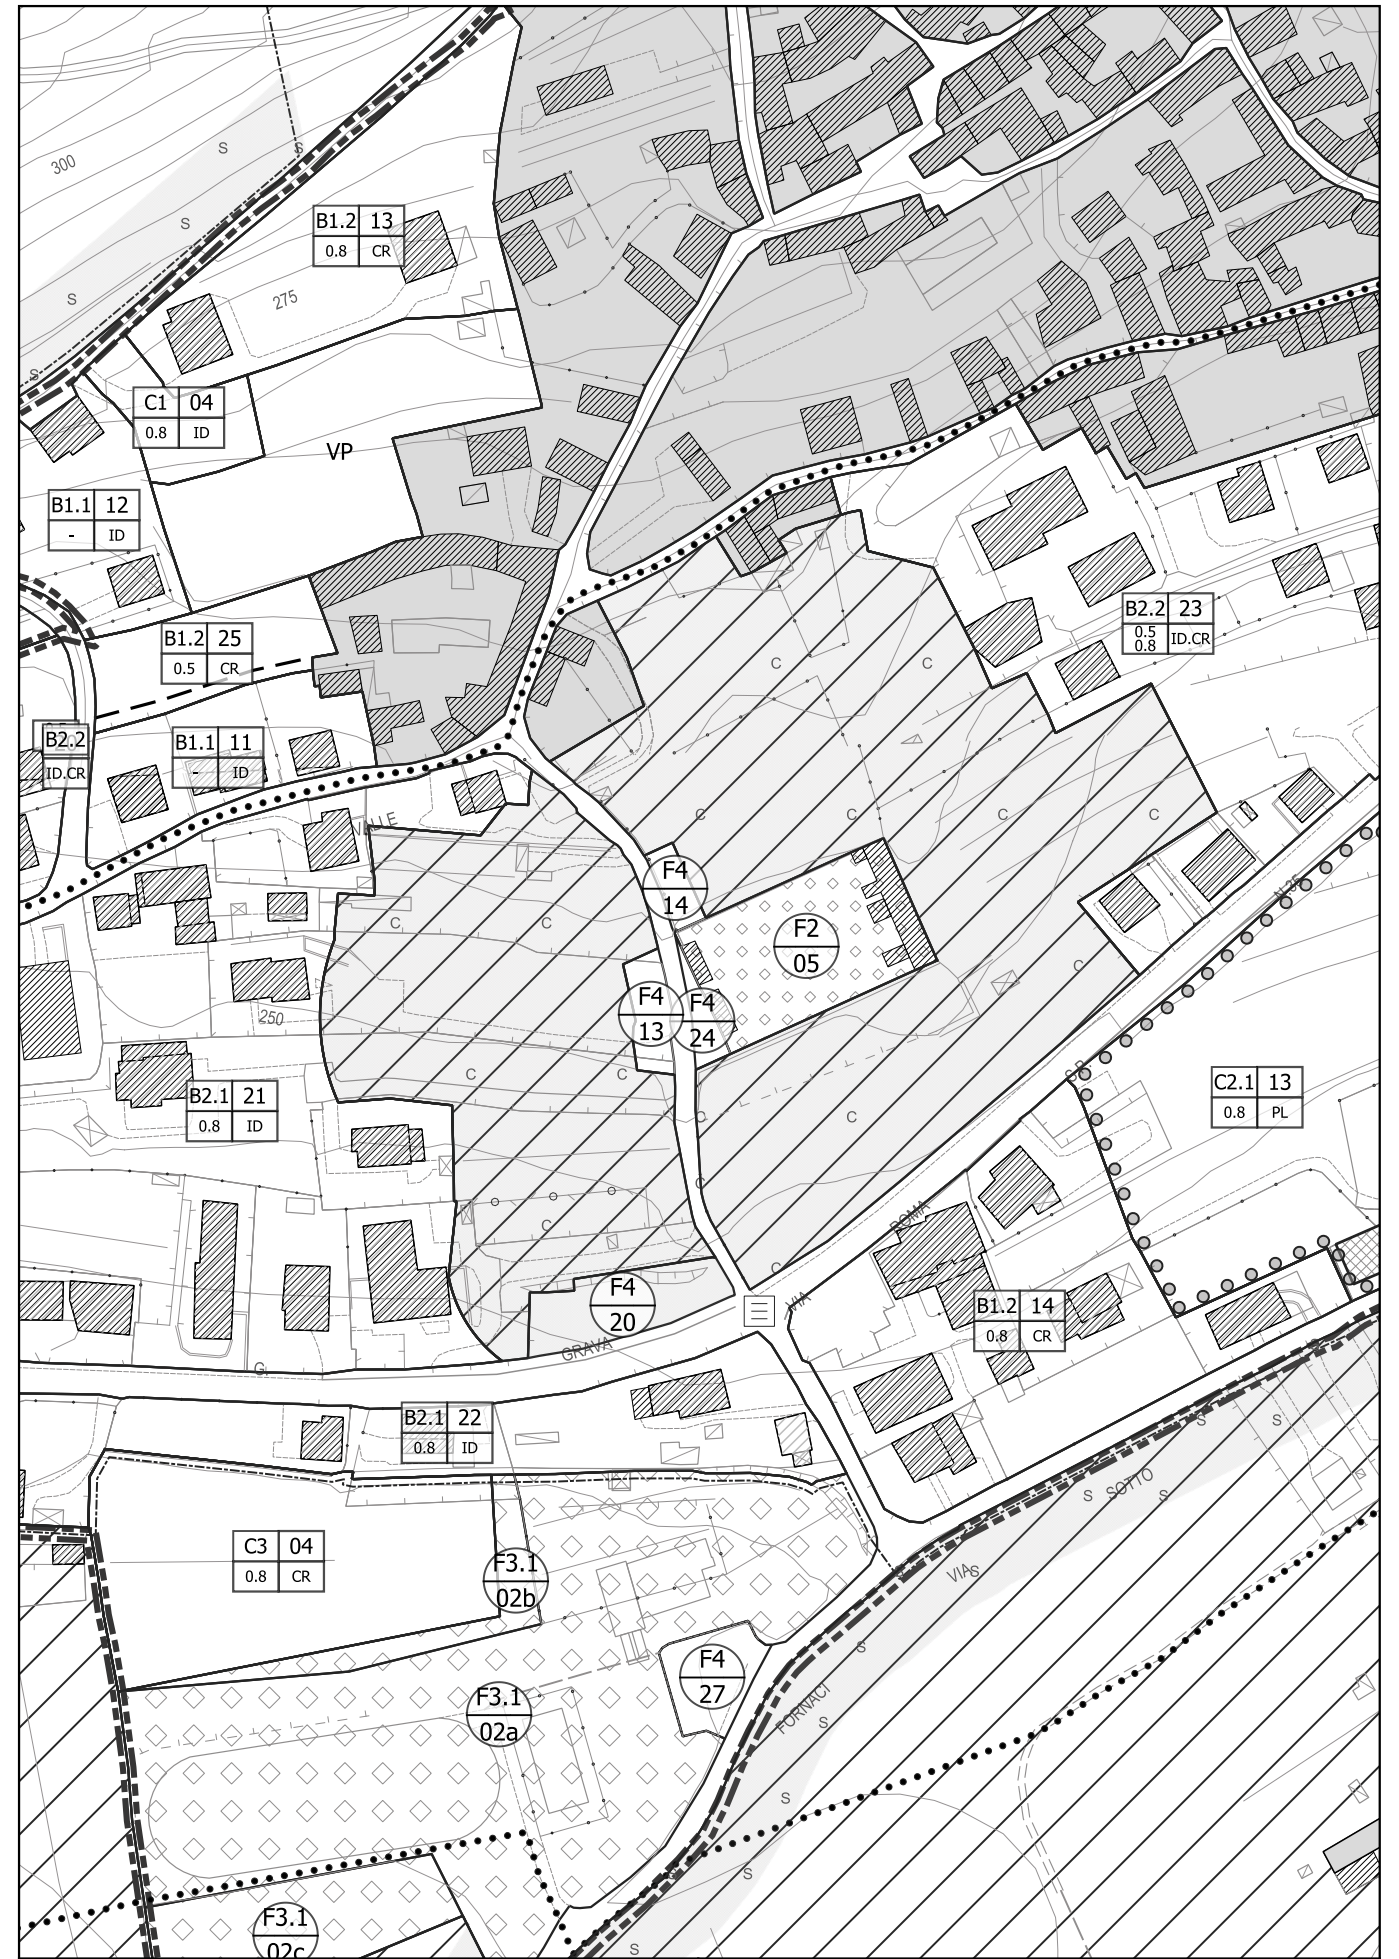 300
S
S
S
S
S
B1.2 13
0.8 CR
275
C1 04
0.8 ID
VP
B1.1 12
- ID
B1.2 25
0.5 CR
B2.2 23
0.5
0.8 ID.CR
B2.2
ID.CR
B1.1 11
- ID
VALLE
C
C
C
C
C
C
C
F4
14
F2
05
C
C
C
N.35
250
F4
13
F4
24
C
C
C
C
C2.1 13
0.8 PL
B2.1 21
0.8 ID
S.P.
C
C
C
ROMA
VIA
F4
20
GRAVA
G.
B1.2 14
0.8 CR
B2.1 22
0.8 ID
S
S
SOTTO
S
S
VIA
S
C3 04
0.8 CR
F3.1
02b
S
F4
27
FORNACI
S
F3.1
02a
S
S
F3.1
02c
S